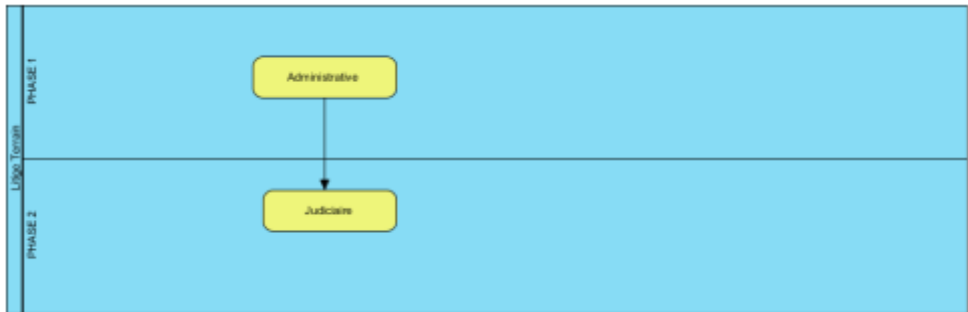 Litige Terrain
PHASE 1
Administrative
PHASE 2
Judiciaire